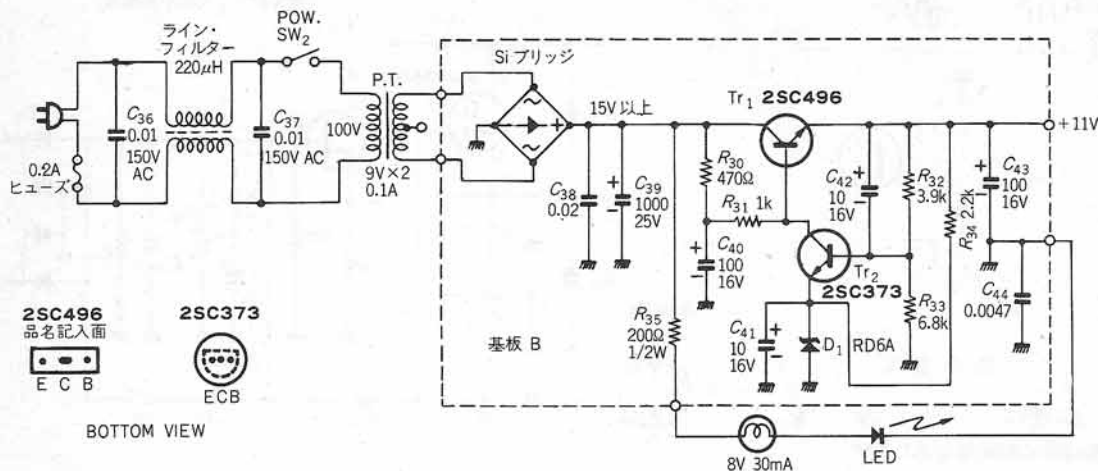 ライン・
フィルター
220μH
POW.
SW2
P.T.
C36
0.01
150V
AC
C37
0.01
150V AC
100V
9V×2
0.1A
0.2A
ヒューズ
Siブリッジ
15V以上
Tr1 2SC496
+11V
C38
0.02
C39
1000
25V
R30
470Ω
R31 1k
C40
100
16V
C42
10
16V
R32
3.9k
R34 2.2k
C43
100
16V
Tr2
2SC373
R33
6.8k
C44
0.0047
R35
200Ω
1/2W
C41
10
16V
D1
RD6A
基板 B
8V 30mA
LED
2SC496
品名記入面
E C B
2SC373
ECB
BOTTOM VIEW